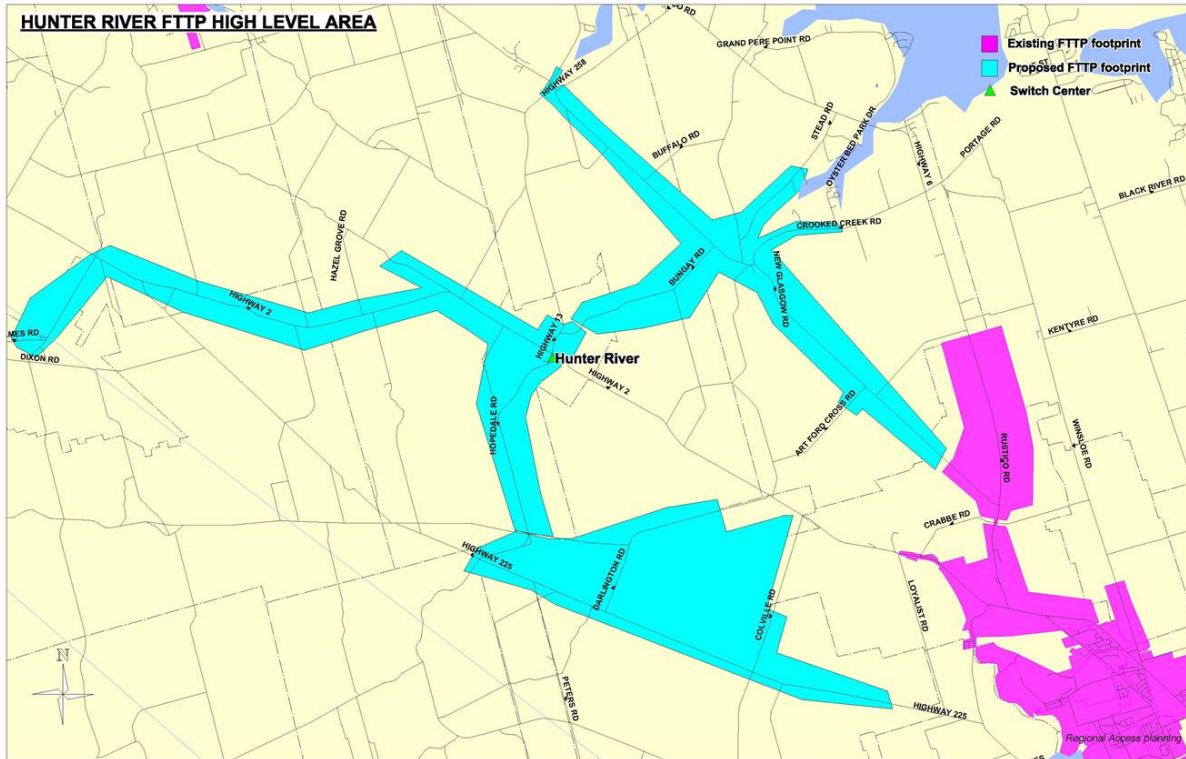 HUNTER RIVER FTTP HIGH LEVEL AREA
Existing FTTP footprint
Proposed FTTP footprint
Switch Center
GRAND PERE POINT RD
HIGHWAY 258
STEAD RD
BUFFALO RD
OYSTER BED PARK DR
HIGHWAY 6
PORTAGE RD
BLACK RIVER RD
HAZEL GROVE RD
CROOKED CREEK RD
BUNGAY RD
NEW GLASGOW RD
HIGHWAY 2
MES RD
DIXON RD
HIGHWAY 13
Hunter River
HIGHWAY 2
KENTYRE RD
HOPEDALE RD
ART FORD CROSS RD
RUSTICO RD
WINSLOE RD
CRABBE RD
HIGHWAY 225
DARLINGTON RD
COLVILLE RD
LOYALIST RD
N
PETERS RD
HIGHWAY 225
Regional Access planning